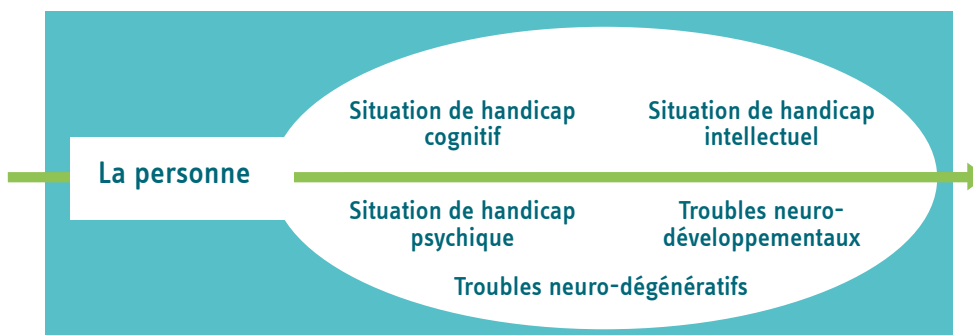 La personne
Situation de handicap
cognitif
Situation de handicap
intellectuel
Situation de handicap
psychique
Troubles neuro-
développementaux
Troubles neuro-dégénératifs